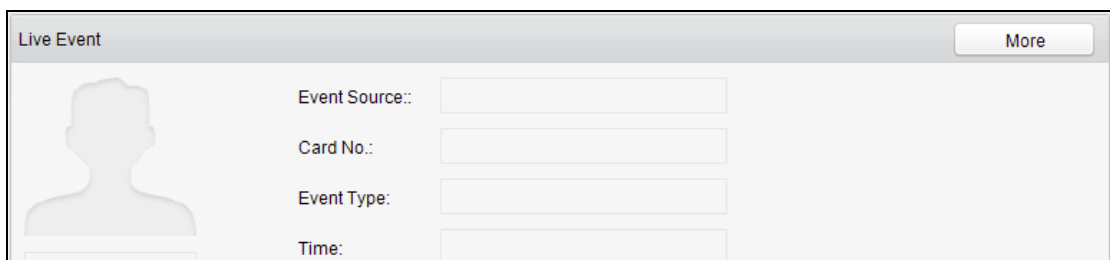 Live Event
More
Event Source::
Card No.:
Event Type:
Time: